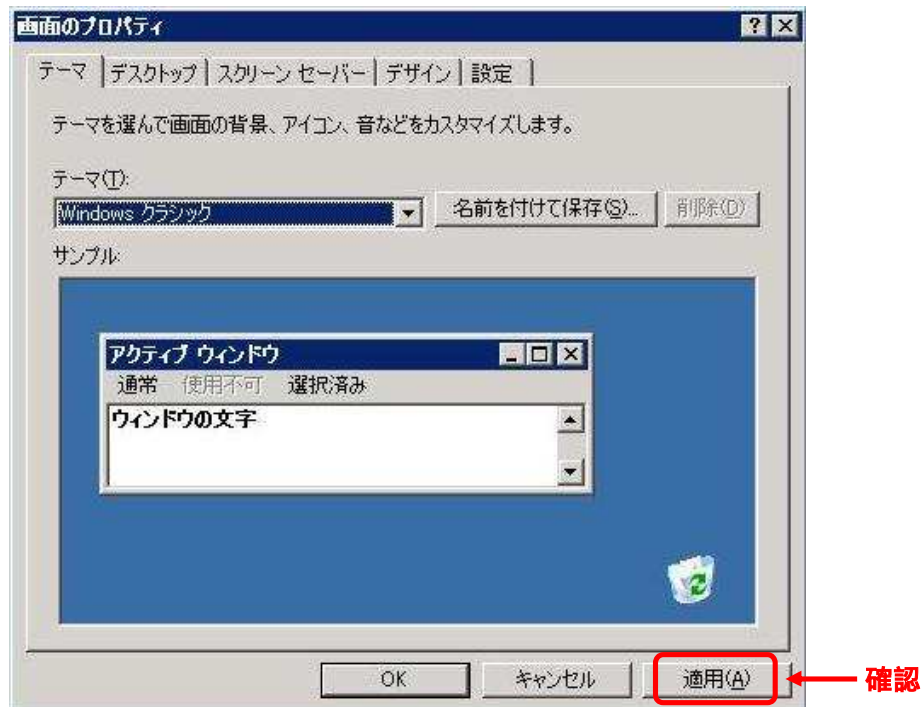 画面のプロパティ
テーマ デスクトップ スクリーン セーバー デザイン 設定
テーマを選んで画面の背景、アイコン、音などをカスタマイズします。
テーマ(T):
Windows クラシック 名前を付けて保存(S)... 削除(D)
サンプル:
アクティブ ウィンドウ
通常 使用不可 選択済み
ウィンドウの文字
OK キャンセル 適用(A) 確認